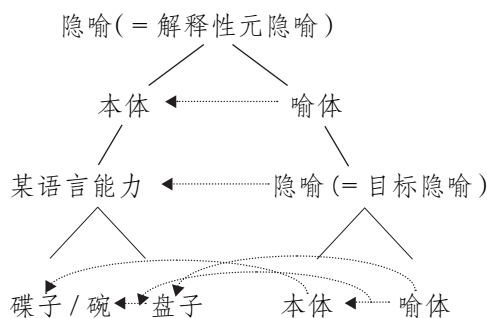 隐喻(=解释性元隐喻)
本体 喻体
某语言能力 隐喻(=目标隐喻)
碟子/碗 盘子 本体 喻体